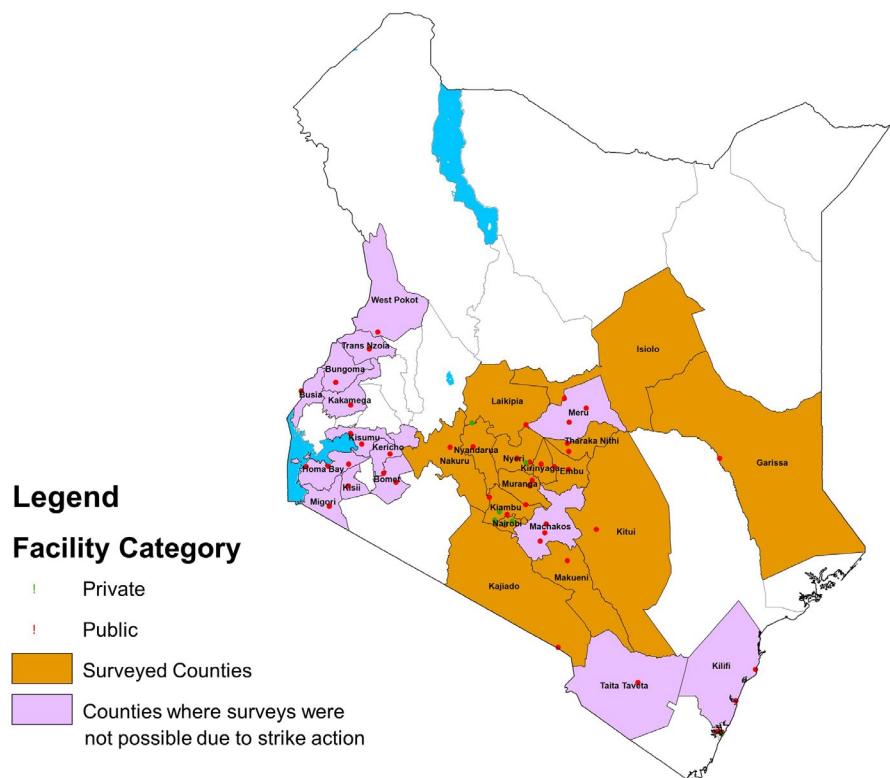 West Pokot
Trans Nzoia
Bungoma
Busia
Kakamega
Kisumu
Kericho
Homa Bay
Kisii
Bomet
Migori
Isiolo
Laikipia
Meru
Tharaka Nithi
Nyandarua
Nakuru
Nyeri
Kirinyaga
Embu
Muranga
Garissa
Kiambu
Nairobi
Machakos
Kitui
Makueni
Kajiado
Taita Taveta
Kilifi
Legend
Facility Category
! Private
! Public
Surveyed Counties
Counties where surveys were
not possible due to strike action